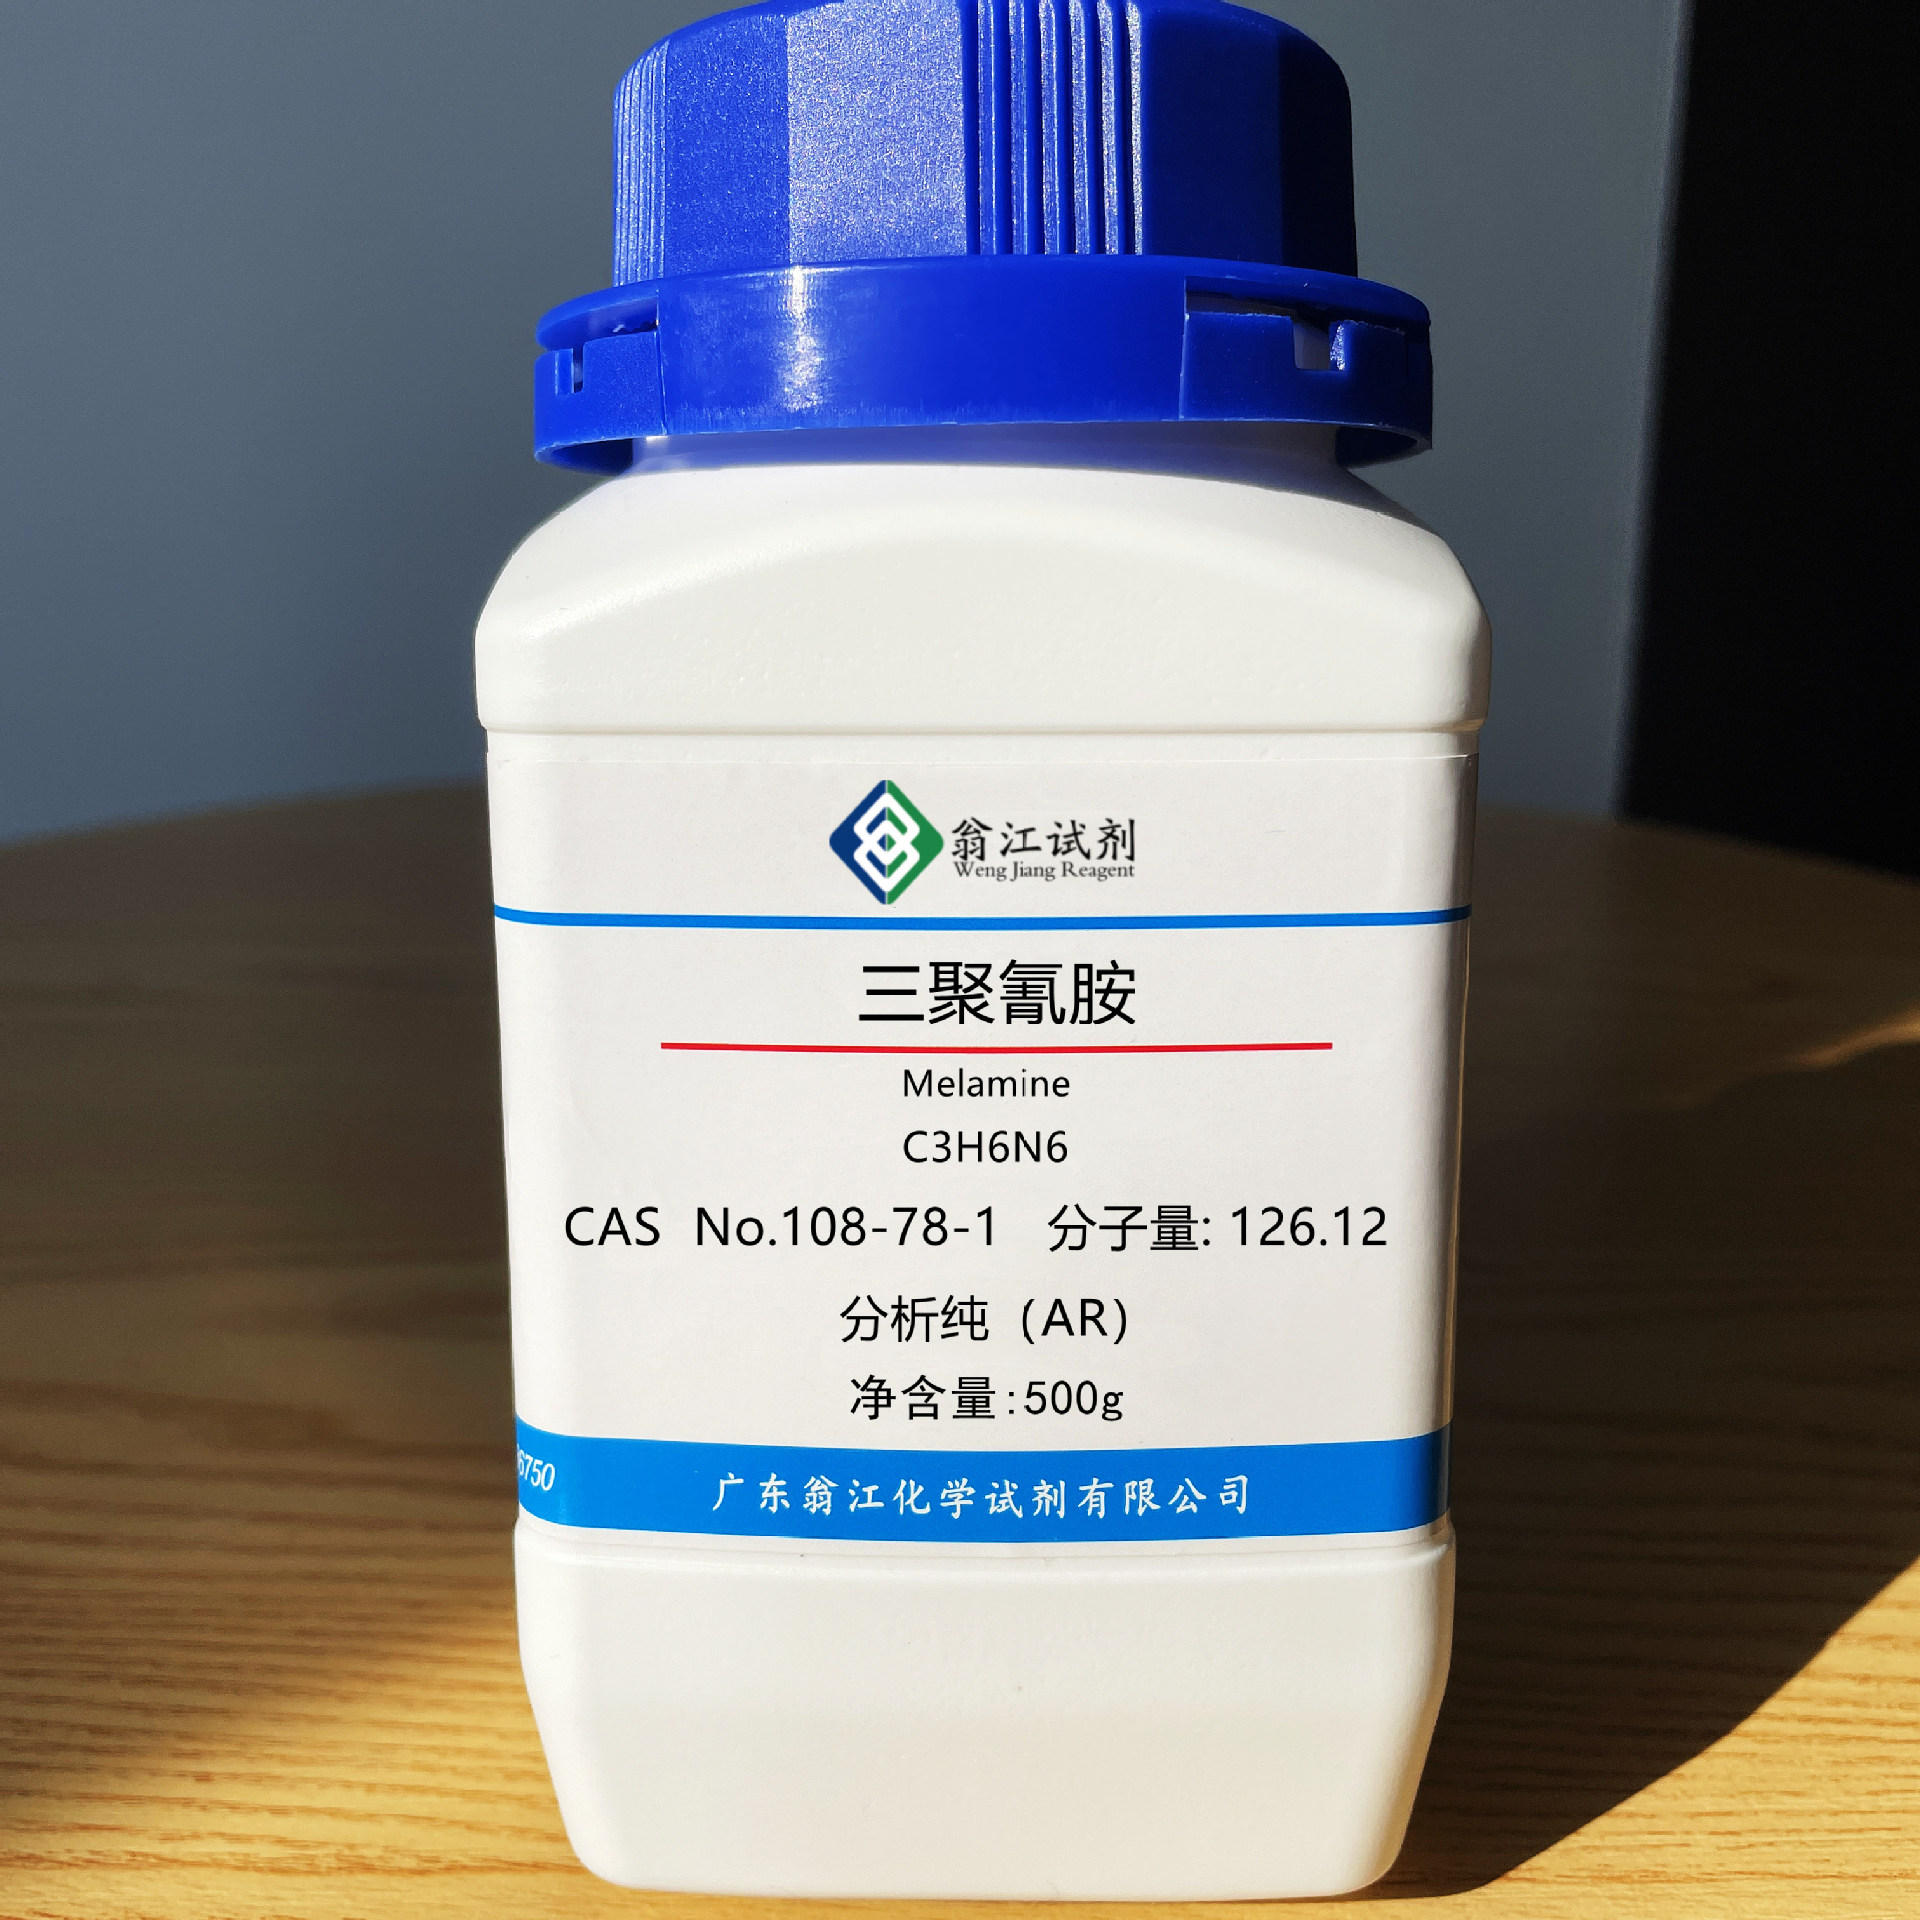 翁江试剂
Weng Jiang Reagent
三聚氰胺
Melamine
C3H6N6
CAS No.108-78-1 分子量: 126.12
分析纯（AR）
净含量:500g
6750
广东翁江化学试剂有限公司